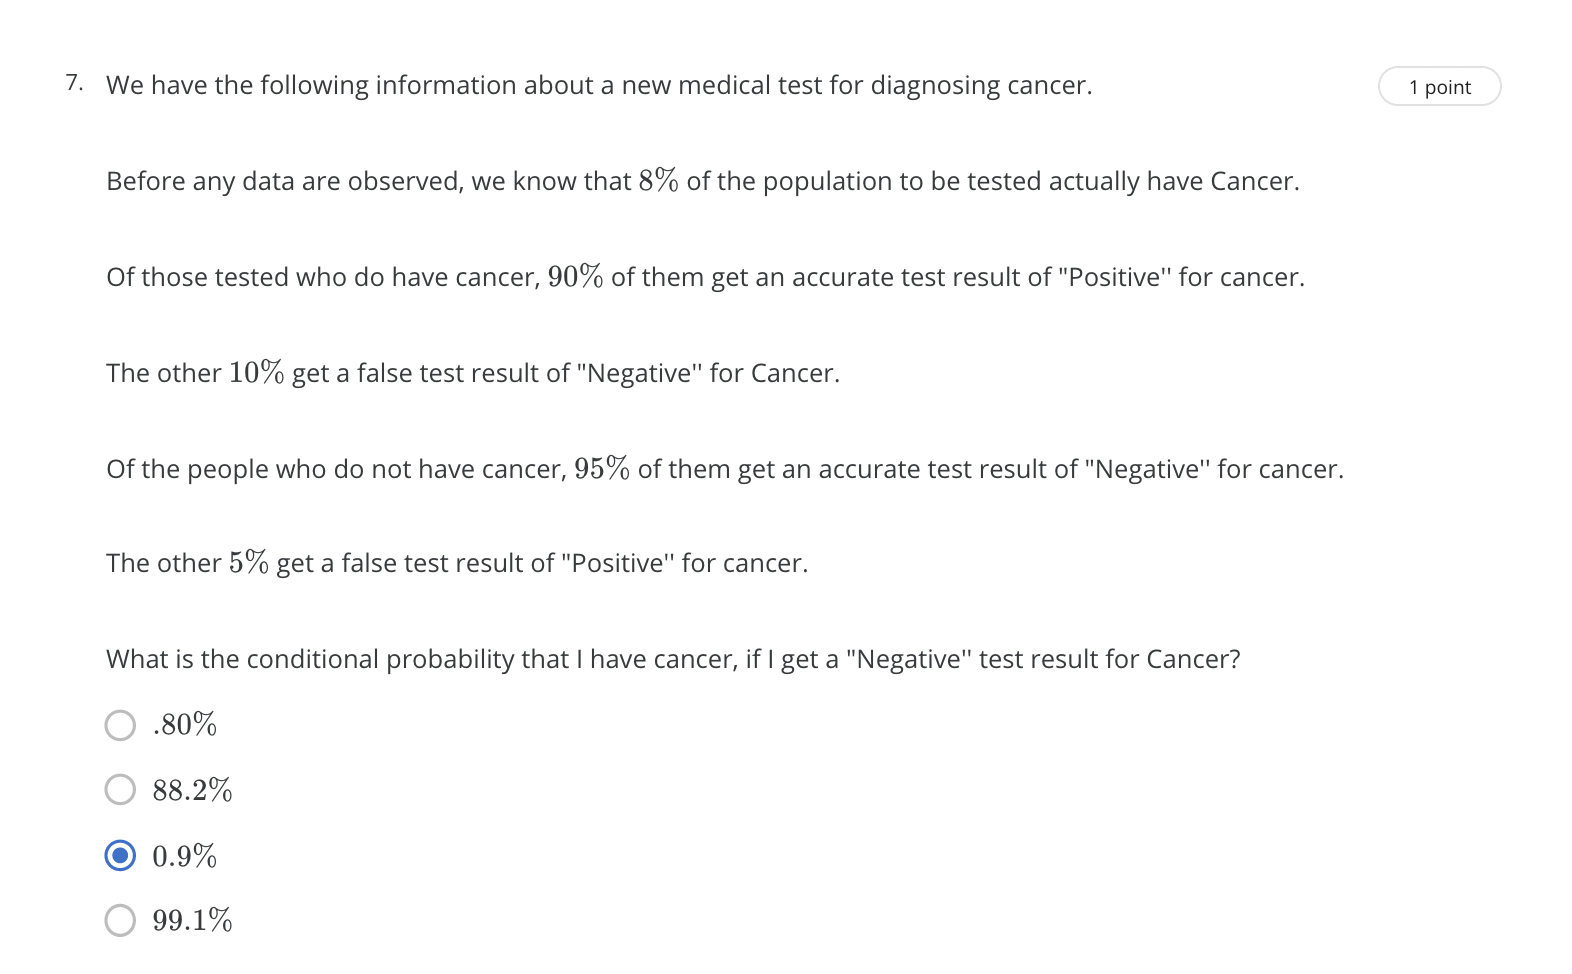 7. We have the following information about a new medical test for diagnosing cancer.
1 point
Before any data are observed, we know that 8% of the population to be tested actually have Cancer.
Of those tested who do have cancer, 90% of them get an accurate test result of "Positive'' for cancer.
The other 10% get a false test result of "Negative'' for Cancer.
Of the people who do not have cancer, 95% of them get an accurate test result of "Negative'' for cancer.
The other 5% get a false test result of "Positive'' for cancer.
What is the conditional probability that I have cancer, if I get a "Negative'' test result for Cancer?
.80%
88.2%
0.9%
99.1%